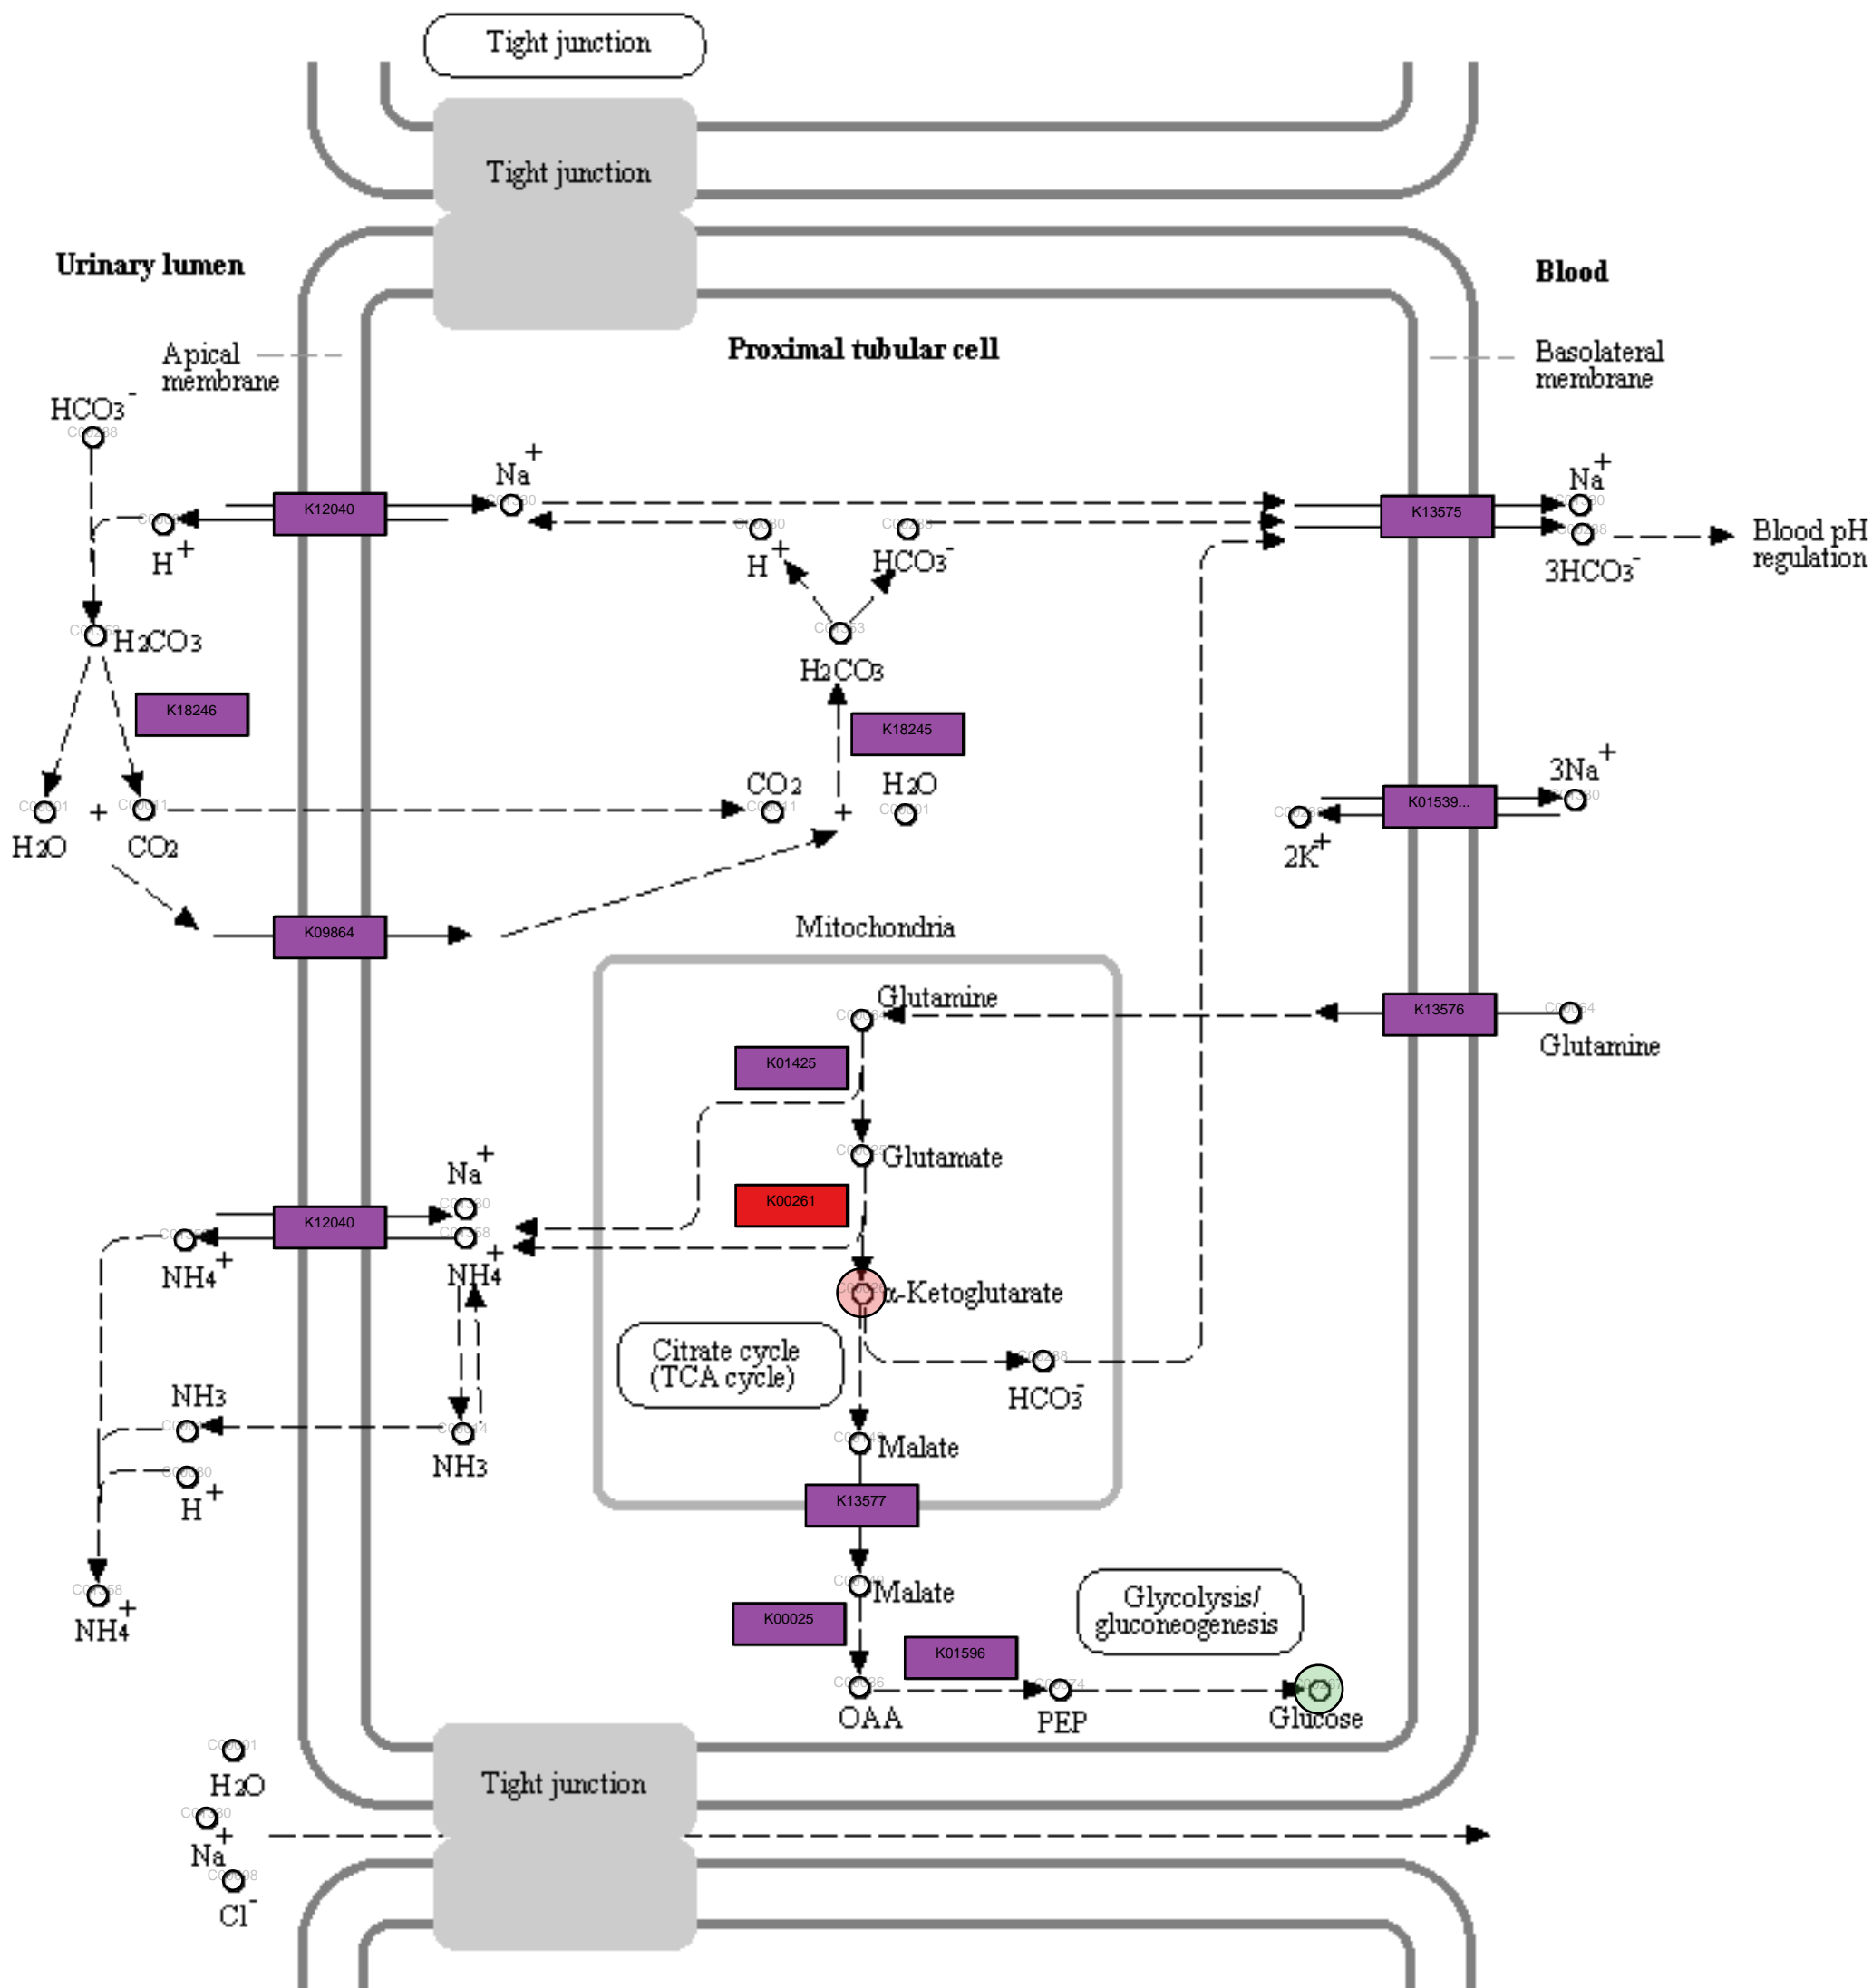 Tight junction
Tight junction
Urinary lumen
Blood
Proximal tubular cell
Apical
membrane
Basolateral
membrane
HCO3-
Na+
Na+
K12040
K13575
H+
H+
HCO3-
3HCO3-
Blood pH
regulation
H2CO3
H2CO3
K18246
K18245
CO2
H2O
3Na+
K01539...
+
+
H2O
CO2
2K+
K09864
Mitochondria
Glutamine
K13576
Glutamine
K01425
Glutamate
Na+
K00261
K12040
NH4+
NH4+
α-Ketoglutarate
Citrate cycle
(TCA cycle)
HCO3-
NH3
Malate
NH3
H+
K13577
Malate
NH4+
K00025
Glycolysis/
gluconeogenesis
K01596
OAA
PEP
Glucose
H2O
Tight junction
Na+
Cl-